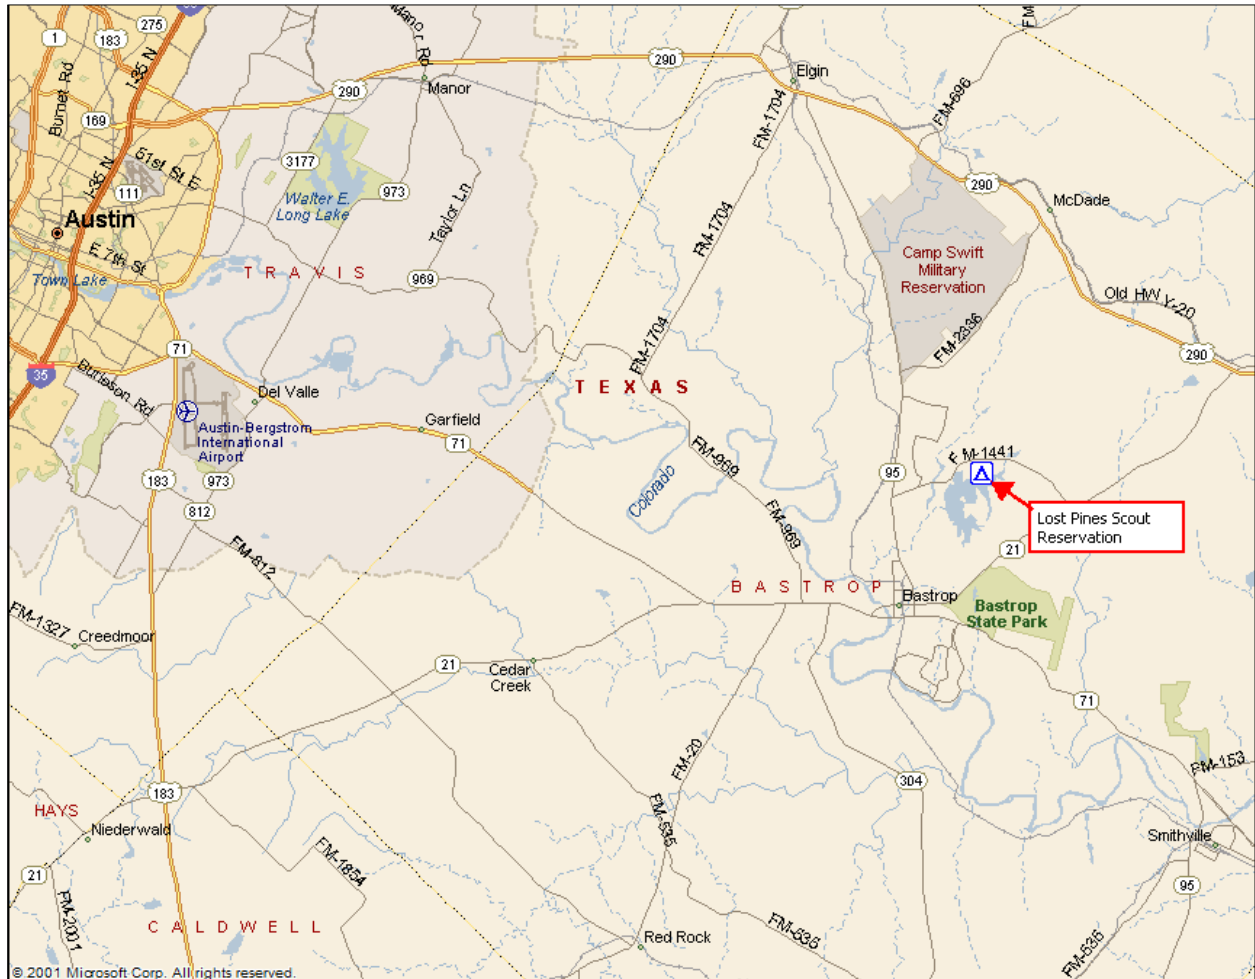 275
1
183
I-35 N
Burnet Rd
Manor Rd
FM
290
290
Elgin
Manor
290
FM-696
169
FM-1704
51st St E
I-35 N
3177
973
111
Walter E.
Long Lake
Taylor Ln
290
McDade
Austin
E 7th St
FM-1704
Camp Swift
Military
Reservation
TRAVIS
Town Lake
969
Old HWY-20
FM-1704
FM-2336
71
290
35
Burleson Rd
Del Valle
TEXAS
Austin-Bergstrom
International
Airport
Garfield
71
FM-969
FM-1441
95
183
973
Colorado
812
FM-969
Lost Pines Scout
Reservation
FM-812
21
BASTROP
Bastrop
Bastrop
State Park
FM-1327
Creedmoor
21
Cedar
Creek
71
FM-20
FM-153
304
183
HAYS
Niederwald
FM-535
Smithville
FM-1854
21
95
FM-2001
CALDWELL
Red Rock
FM-535
FM-535
© 2001 Microsoft Corp. All rights reserved.